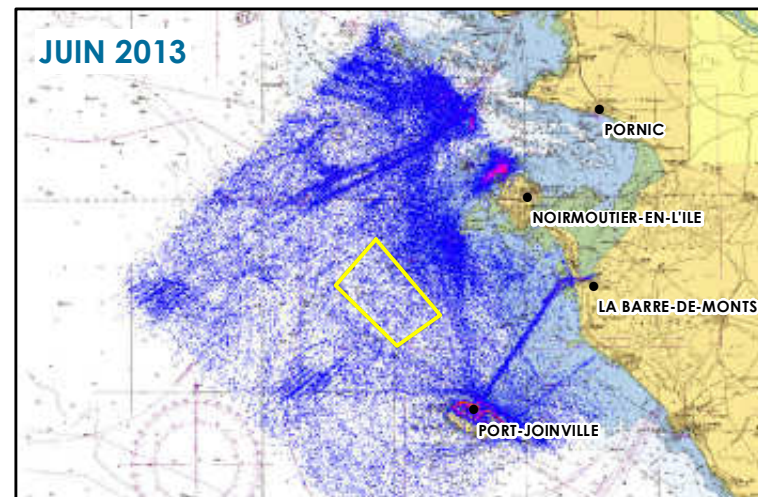 JUIN 2013
PORNIC
NOIRMOUTIER-EN-L'ILE
LA BARRE-DE-MONTS
PORT-JOINVILLE